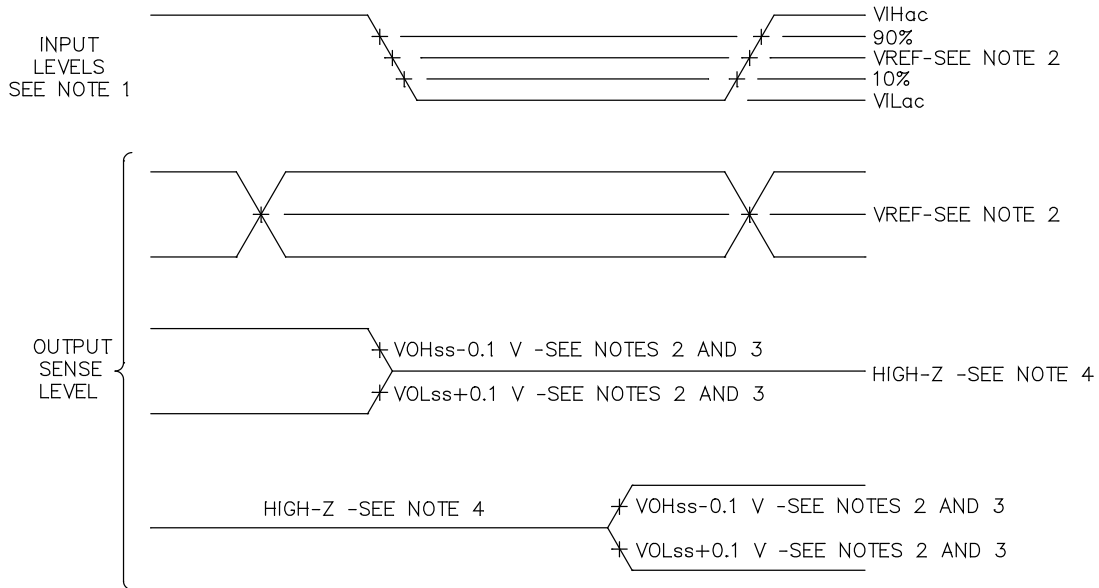 INPUT
LEVELS
SEE NOTE 1
VIHac
90%
VREF-SEE NOTE 2
10%
VILac
VREF-SEE NOTE 2
OUTPUT
SENSE
LEVEL
VOHss-0.1 V -SEE NOTES 2 AND 3
HIGH-Z -SEE NOTE 4
VOLss+0.1 V -SEE NOTES 2 AND 3
HIGH-Z -SEE NOTE 4
VOHss-0.1 V -SEE NOTES 2 AND 3
VOLss+0.1 V -SEE NOTES 2 AND 3